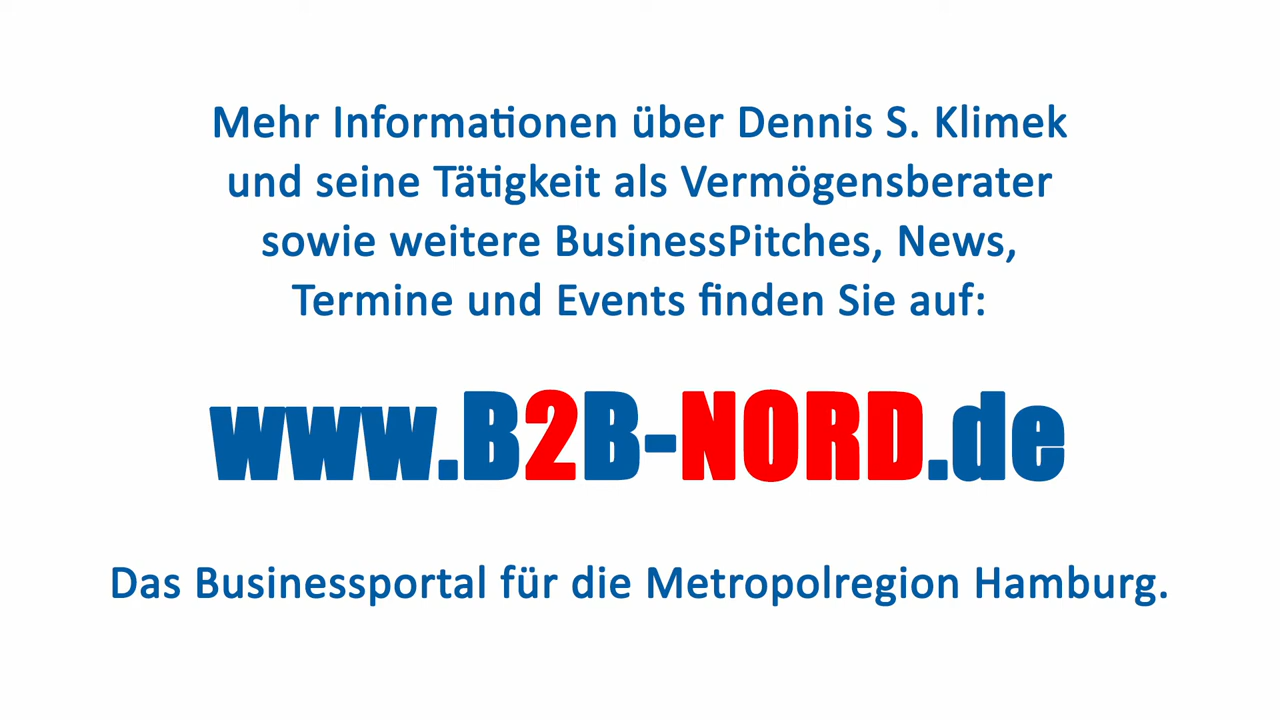 Mehr Informationen über Dennis S. Klimek
und seine Tätigkeit als Vermögensberater
sowie weitere BusinessPitches, News,
Termine und Events finden Sie auf:
www.B2B-NORD.de
Das Businessportal für die Metropolregion Hamburg.